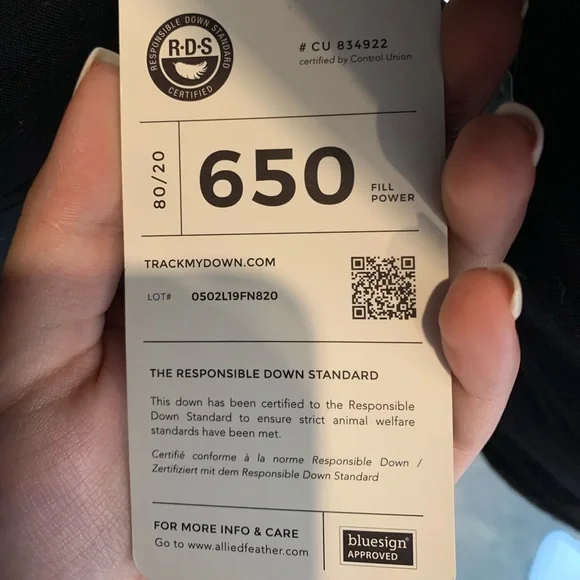 RESPONSIBLE DOWN STANDARD
R·D·S
CERTIFIED
# CU 834922
certified by Control Union
80/20
650
FILL
POWER
TRACKMYDOWN.COM
LOT# 0502L19FN820
THE RESPONSIBLE DOWN STANDARD
This down has been certified to the Responsible
Down Standard to ensure strict animal welfare
standards have been met.
Certifié conforme à la norme Responsible Down /
Zertifiziert mit dem Responsible Down Standard
FOR MORE INFO & CARE
Go to www.alliedfeather.com
bluesign®
APPROVED